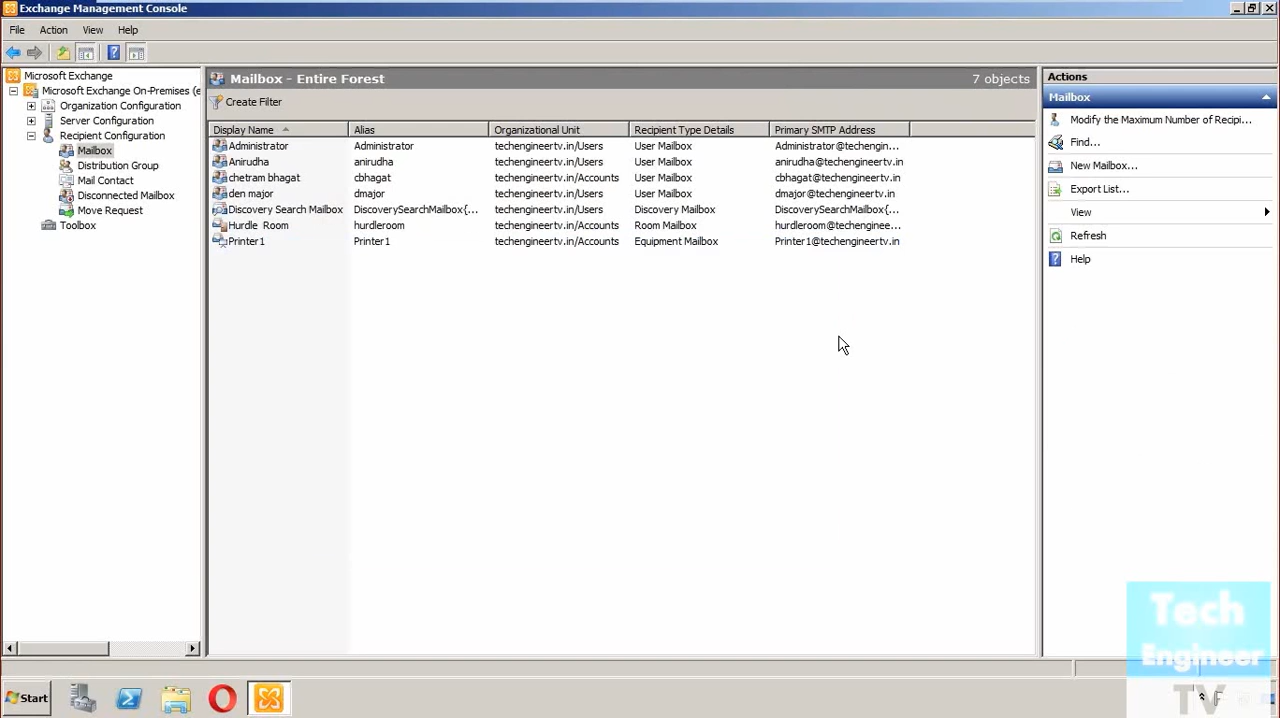 Exchange Management Console
File Action View Help
Microsoft Exchange
Microsoft Exchange On-Premises (e
Organization Configuration
Server Configuration
Recipient Configuration
Mailbox
Distribution Group
Mail Contact
Disconnected Mailbox
Move Request
Toolbox
Mailbox - Entire Forest 7 objects
Create Filter
Display Name Alias Organizational Unit Recipient Type Details Primary SMTP Address
Administrator Administrator techengineertv.in/Users User Mailbox Administrator@techengin...
Anirudha anirudha techengineertv.in/Users User Mailbox anirudha@techengineertv.in
chetram bhagat cbhagat techengineertv.in/Accounts User Mailbox cbhagat@techengineertv.in
den major dmajor techengineertv.in/Users User Mailbox dmajor@techengineertv.in
Discovery Search Mailbox DiscoverySearchMailbox{... techengineertv.in/Users Discovery Mailbox DiscoverySearchMailbox{...
Hurdle Room hurdleroom techengineertv.in/Accounts Room Mailbox hurdleroom@techenginee...
Printer1 Printer1 techengineertv.in/Accounts Equipment Mailbox Printer1@techengineertv.in
Actions
Mailbox
Modify the Maximum Number of Recipi...
Find...
New Mailbox...
Export List...
View
Refresh
Help
Tech
Engineer
TV
Start